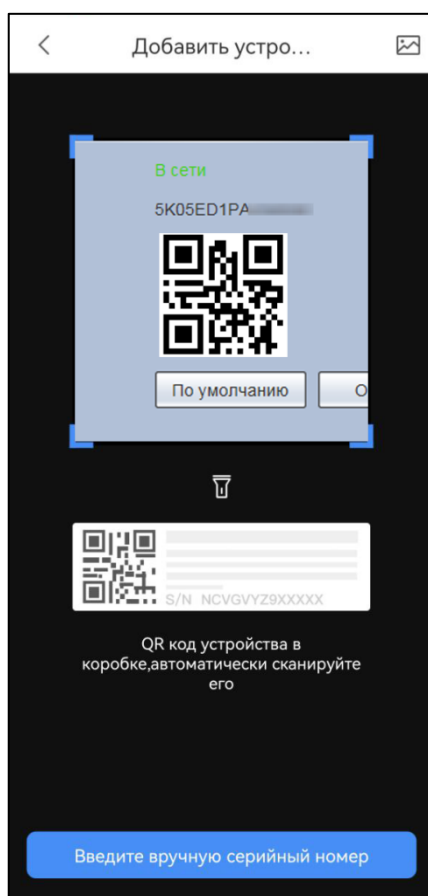 Добавить устро...
В сети
5K05ED1PA
По умолчанию
О
S/N NCVGVYZ9XXXXX
QR код устройства в
коробке,автоматически сканируйте
его
Введите вручную серийный номер